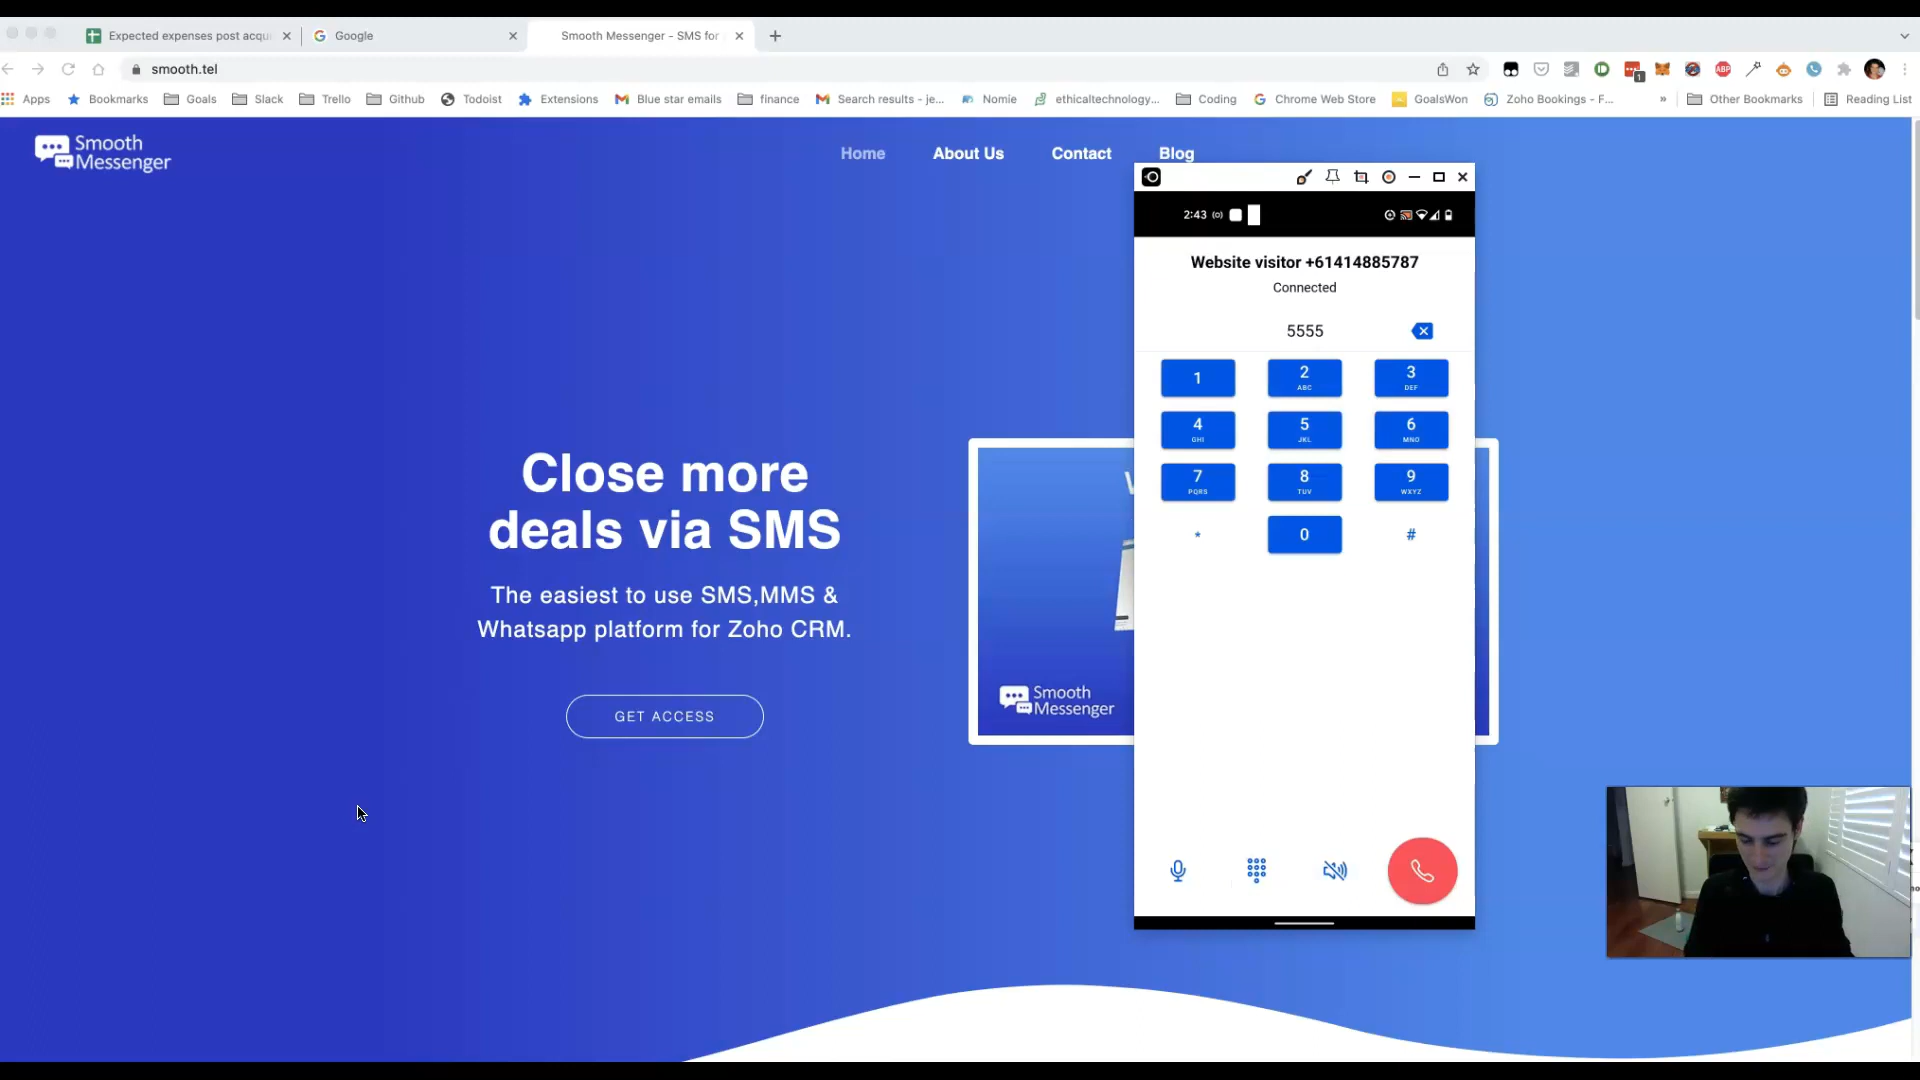 Expected expenses post acqu
Google
Smooth Messenger - SMS for
smooth.tel
1
ABP
Apps
Bookmarks
Goals
Slack
Trello
Github
Todoist
Extensions
Blue star emails
finance
Search results - je...
Nomie
ethicaltechnology...
Coding
Chrome Web Store
GoalsWon
Zoho Bookings - F...
»
Other Bookmarks
Reading List
Smooth
Messenger
Home
About Us
Contact
Blog
2:43
Website visitor +61414885787
Connected
5555
1
2
ABC
3
DEF
4
GHI
5
JKL
6
MNO
7
PQRS
8
TUV
9
WXYZ
*
0
#
Close more
deals via SMS
The easiest to use SMS,MMS &
Whatsapp platform for Zoho CRM.
GET ACCESS
Smooth
Messenger